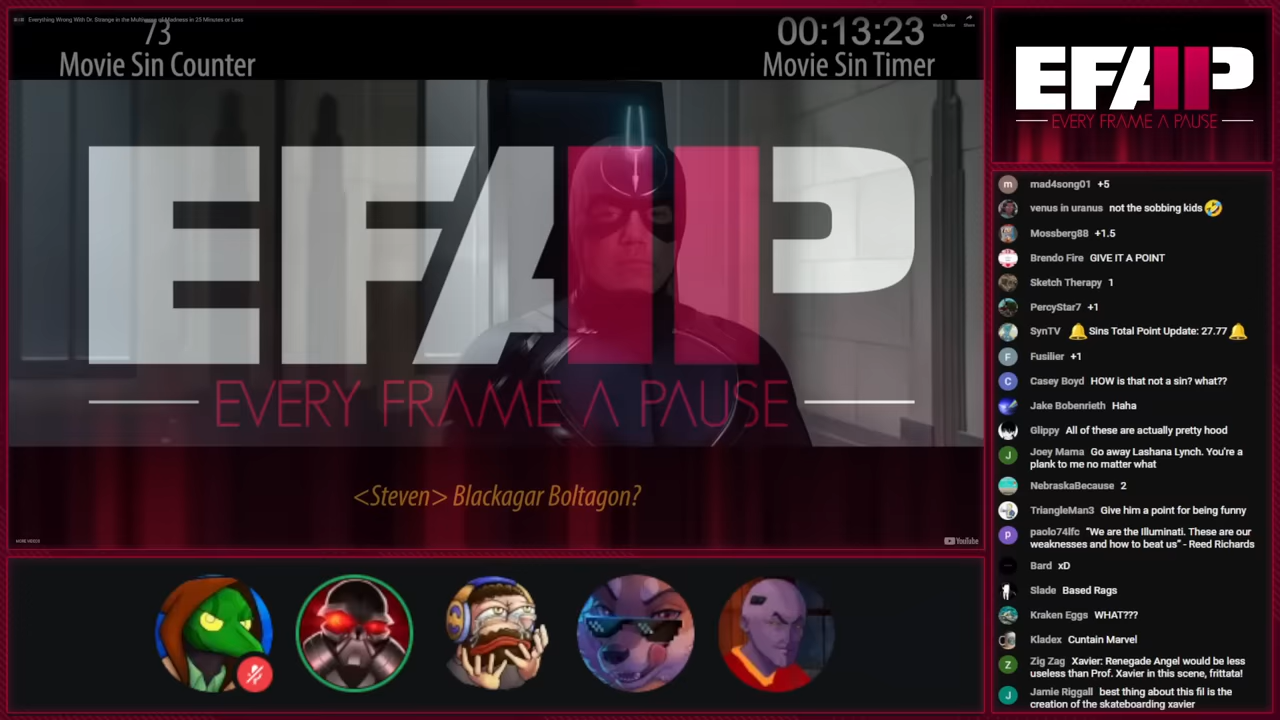 Everything Wrong With Dr. Strange in the Multiverse of Madness in 25 Minutes or Less
Watch later
Share
73
Movie Sin Counter
00:13:23
Movie Sin Timer
EFAP
EVERY FRAME A PAUSE
<Steven> Blackagar Boltagon?
MORE VIDEOS
YouTube
EFAP
EVERY FRAME A PAUSE
m
mad4song01 +5
venus in uranus not the sobbing kids 🤣
Mossberg88 +1.5
Brendo Fire GIVE IT A POINT
Sketch Therapy 1
PercyStar7 +1
SynTV 🔔 Sins Total Point Update: 27.77 🔔
F
Fusilier +1
C
Casey Boyd HOW is that not a sin? what??
Jake Bobenrieth Haha
Glippy All of these are actually pretty hood
J
Joey Mama Go away Lashana Lynch. You're a
plank to me no matter what
NebraskaBecause 2
TriangleMan3 Give him a point for being funny
P
paolo74lfc “We are the Illuminati. These are our
weaknesses and how to beat us” - Reed Richards
Bard xD
Slade Based Rags
Kraken Eggs WHAT???
Kladex Cuntain Marvel
Z
Zig Zag Xavier: Renegade Angel would be less
useless than Prof. Xavier in this scene, frittata!
J
Jamie Riggall best thing about this fil is the
creation of the skateboarding xavier